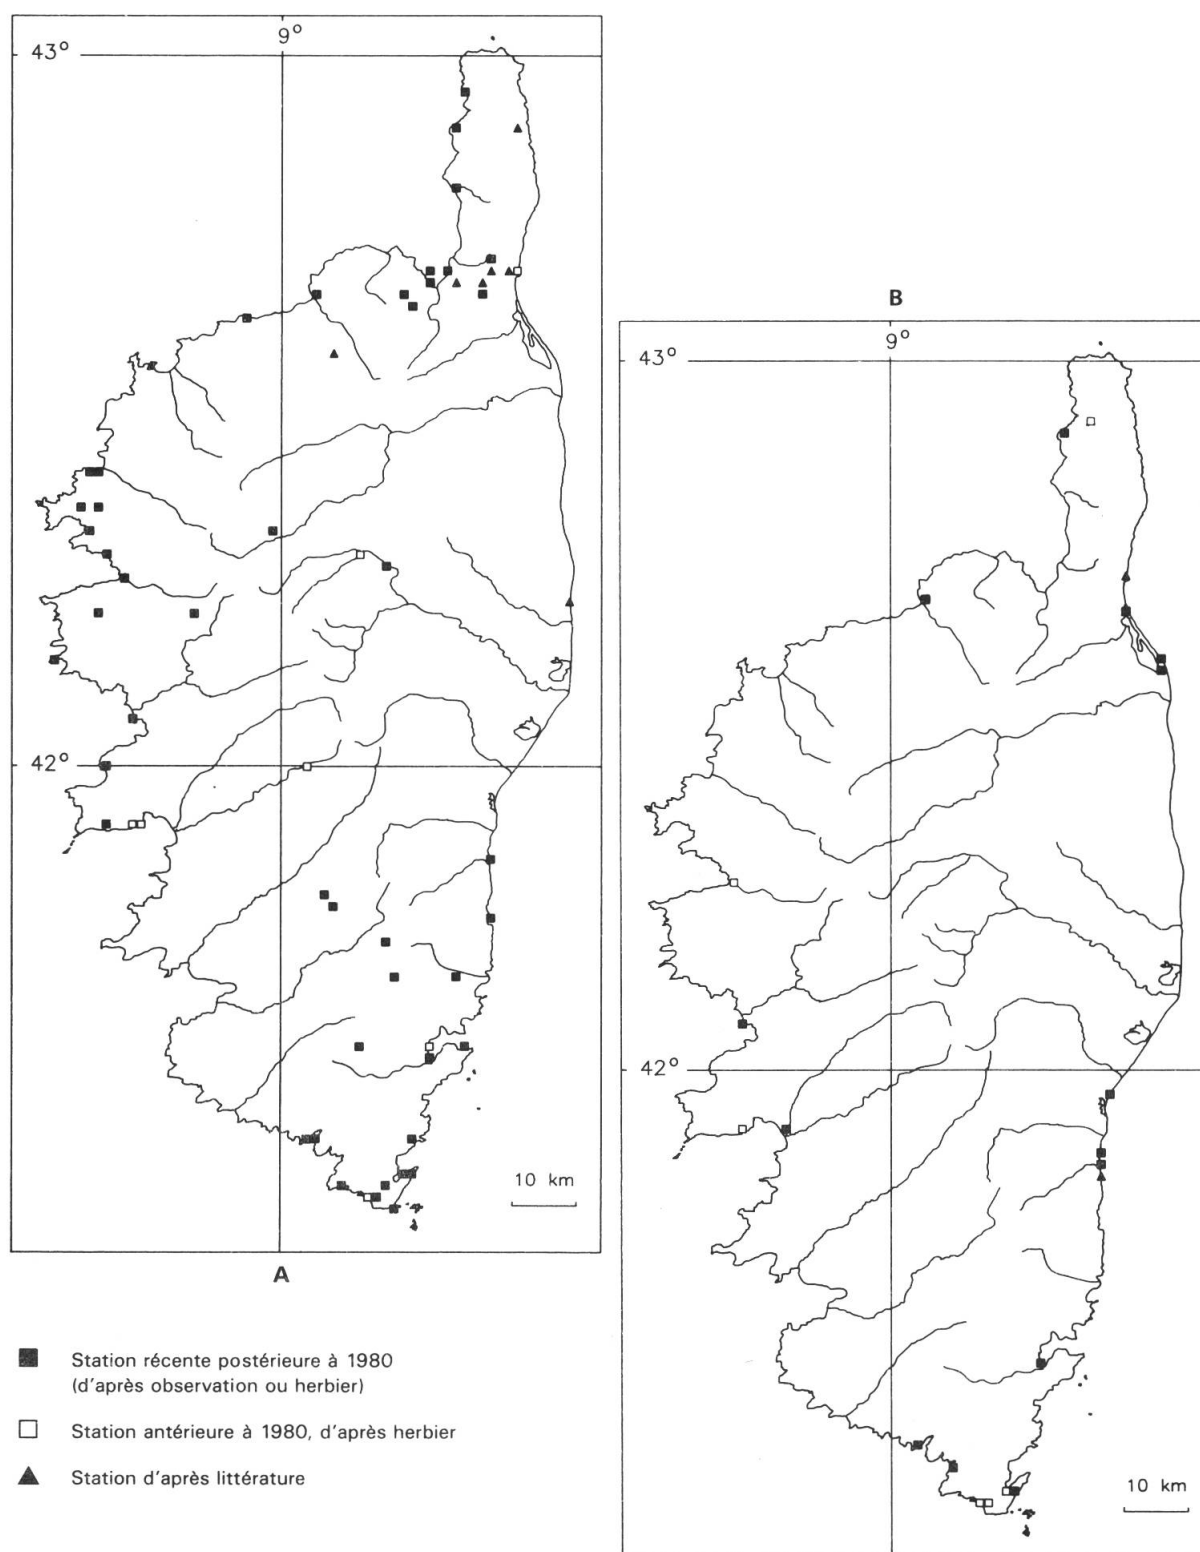 9°
43°
42°
10 km
A
B
9°
43°
42°
10 km
Station récente postérieure à 1980
(d'après observation ou herbier)
Station antérieure à 1980, d'après herbier
Station d'après littérature